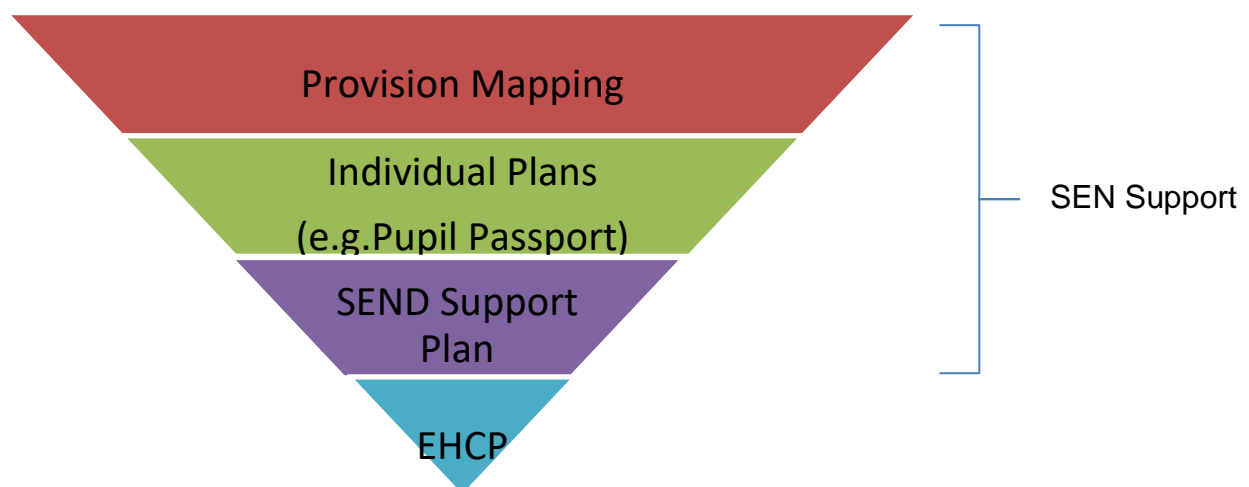 Provision Mapping
Individual Plans
(e.g.Pupil Passport)
SEND Support
Plan
EHCP
SEN Support